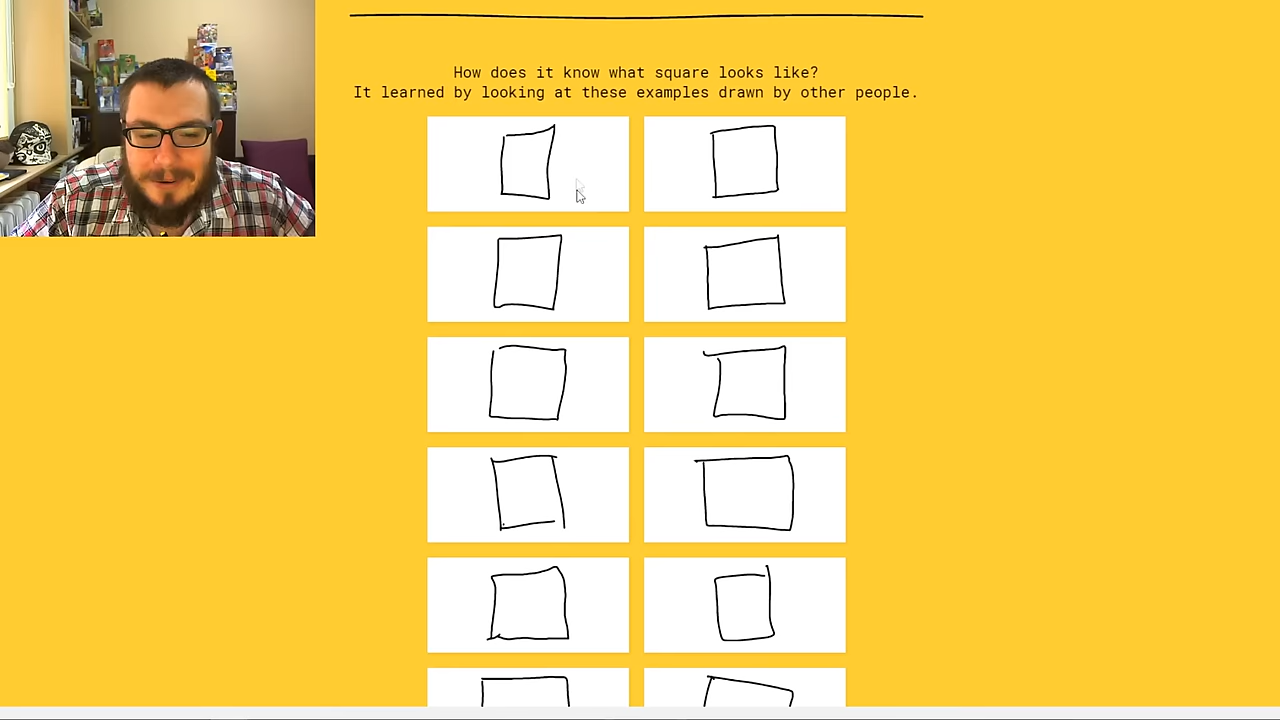 How does it know what square looks like?
It learned by looking at these examples drawn by other people.